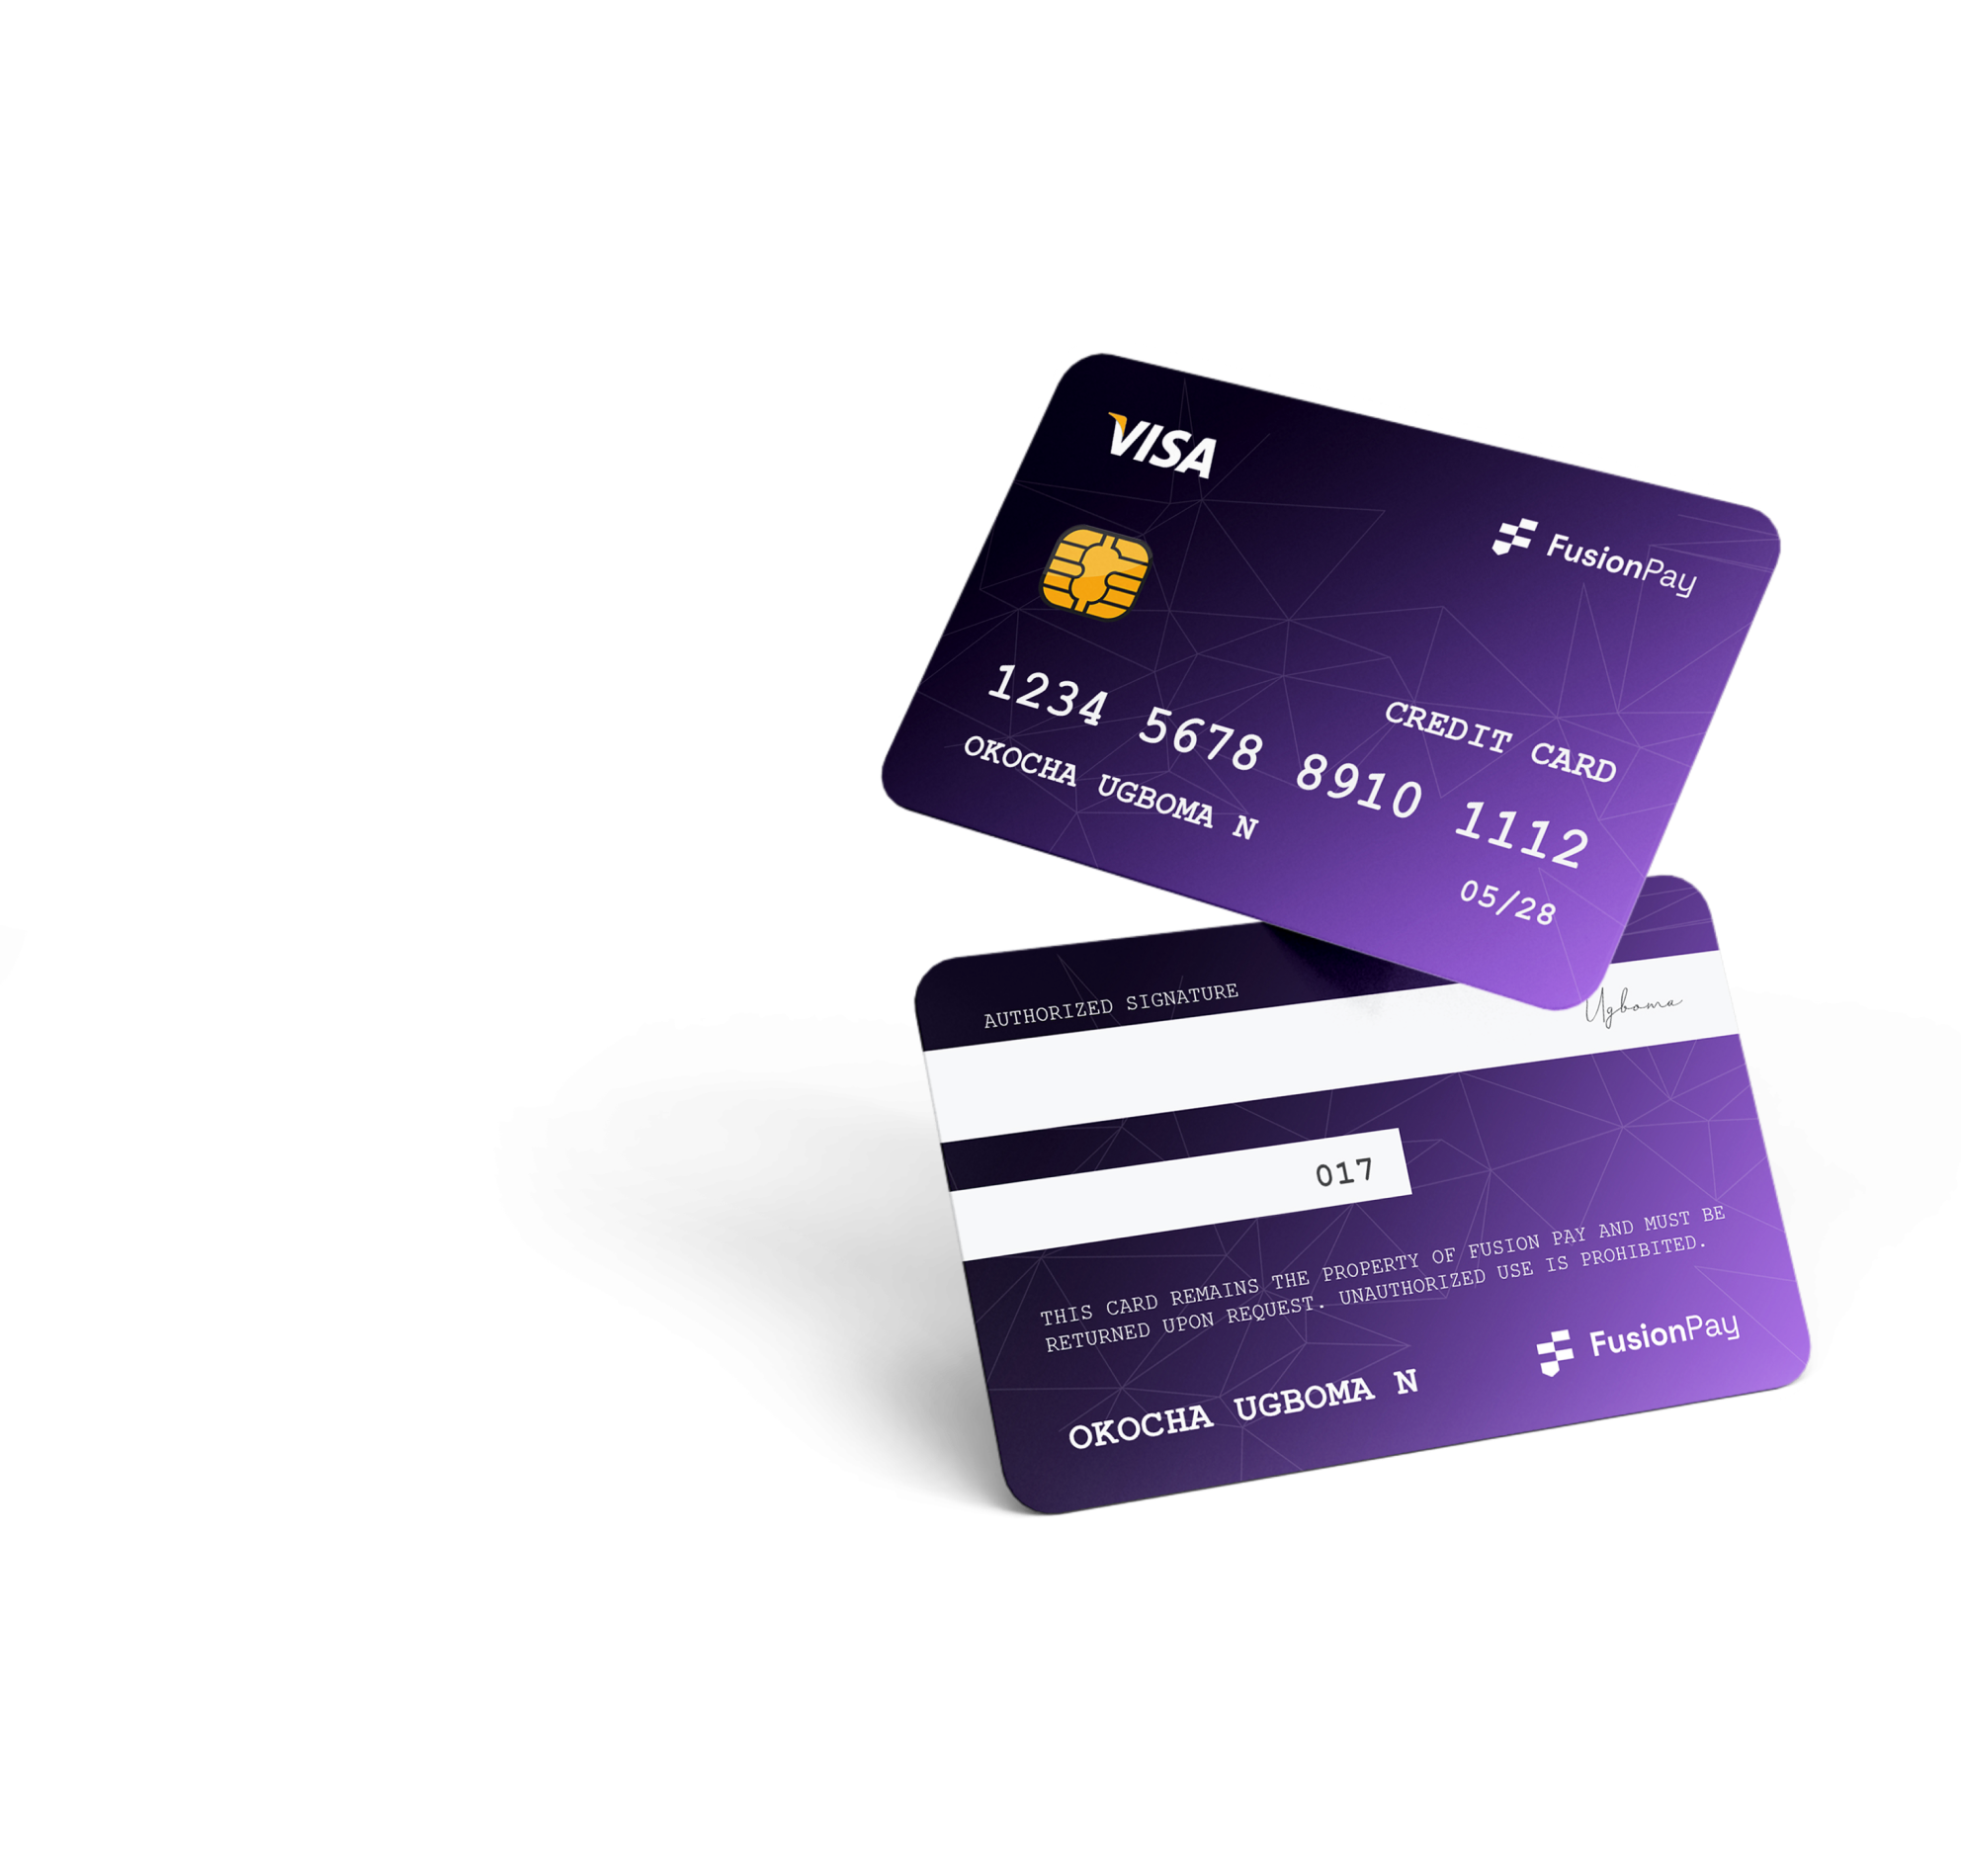 VISA
FusionPay
CREDIT CARD
1234 5678 8910 1112
OKOCHA UGBOMA N
05/28
AUTHORIZED SIGNATURE
Ugboma
017
THIS CARD REMAINS THE PROPERTY OF FUSION PAY AND MUST BE
RETURNED UPON REQUEST. UNAUTHORIZED USE IS PROHIBITED.
FusionPay
OKOCHA UGBOMA N